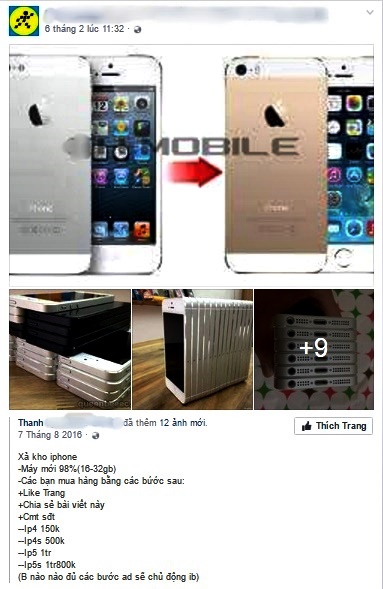 6 tháng 2 lúc 11:32 ·
MOBILE
iPhone
iPhone
+9
Thanh
đã thêm 12 ảnh mới.
7 Tháng 8 2016 ·
Thích Trang
Xả kho iphone
-Máy mới 98%(16-32gb)
-Các bạn mua hàng bằng các bước sau:
+Like Trang
+Chia sẻ bài viết này
+Cmt sđt
--Ip4 150k
--Ip4s 500k
--Ip5 1tr
--Ip5s 1tr800k
(B nào nào đủ các bước ad sẽ chủ động ib)